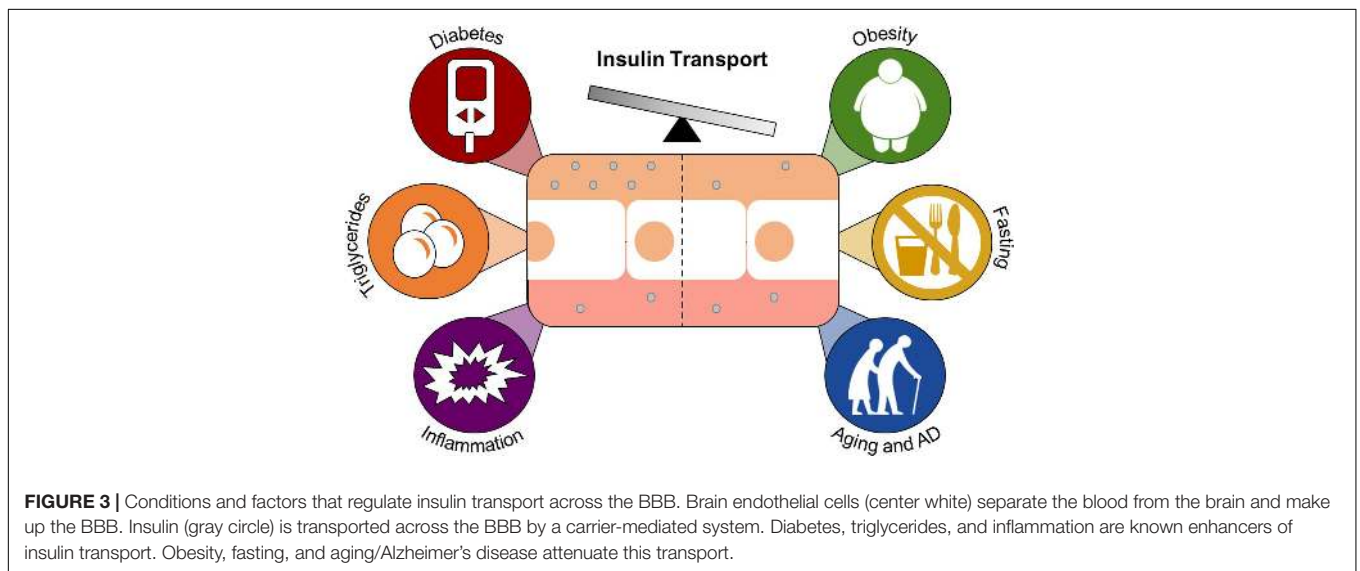 Diabetes
Insulin Transport
Obesity
Triglycerides
Fasting
Inflammation
Aging and AD
FIGURE 3 | Conditions and factors that regulate insulin transport across the BBB. Brain endothelial cells (center white) separate the blood from the brain and make
up the BBB. Insulin (gray circle) is transported across the BBB by a carrier-mediated system. Diabetes, triglycerides, and inflammation are known enhancers of
insulin transport. Obesity, fasting, and aging/Alzheimer’s disease attenuate this transport.